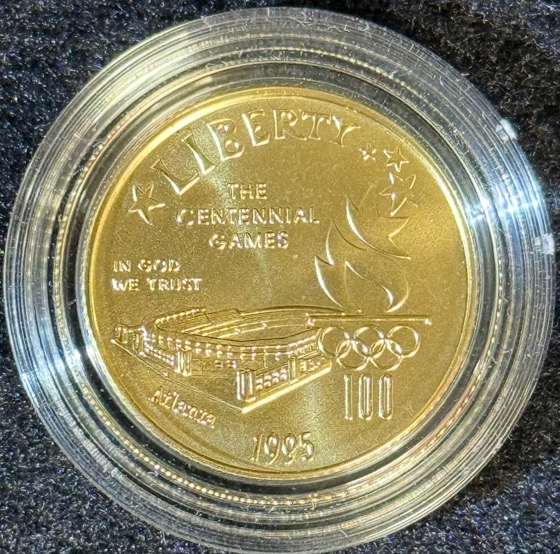 LIBERTY
THE
CENTENNIAL
GAMES
IN GOD
WE TRUST
100
Atlanta
1995